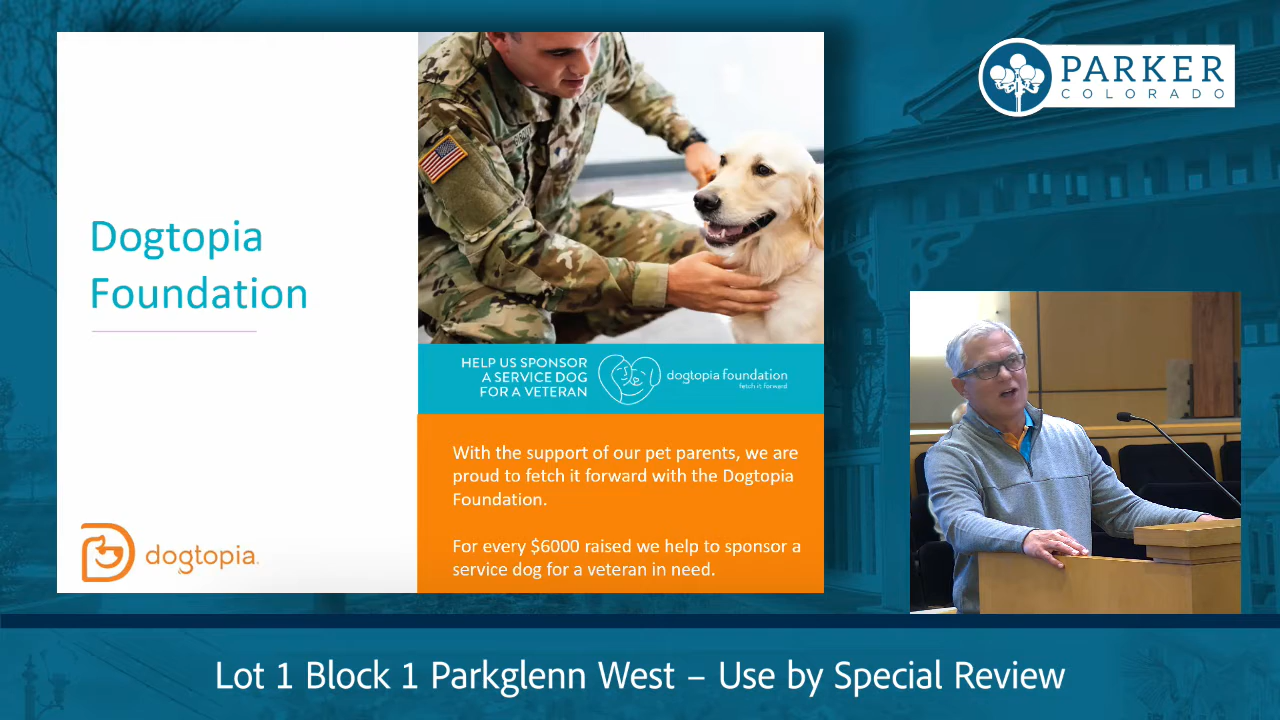 PARKER
COLORADO
Dogtopia
Foundation
HELP US SPONSOR
A SERVICE DOG
FOR A VETERAN
dogtopia foundation
fetch it forward
With the support of our pet parents, we are
proud to fetch it forward with the Dogtopia
Foundation.
For every $6000 raised we help to sponsor a
service dog for a veteran in need.
dogtopia.
Lot 1 Block 1 Parkglenn West – Use by Special Review